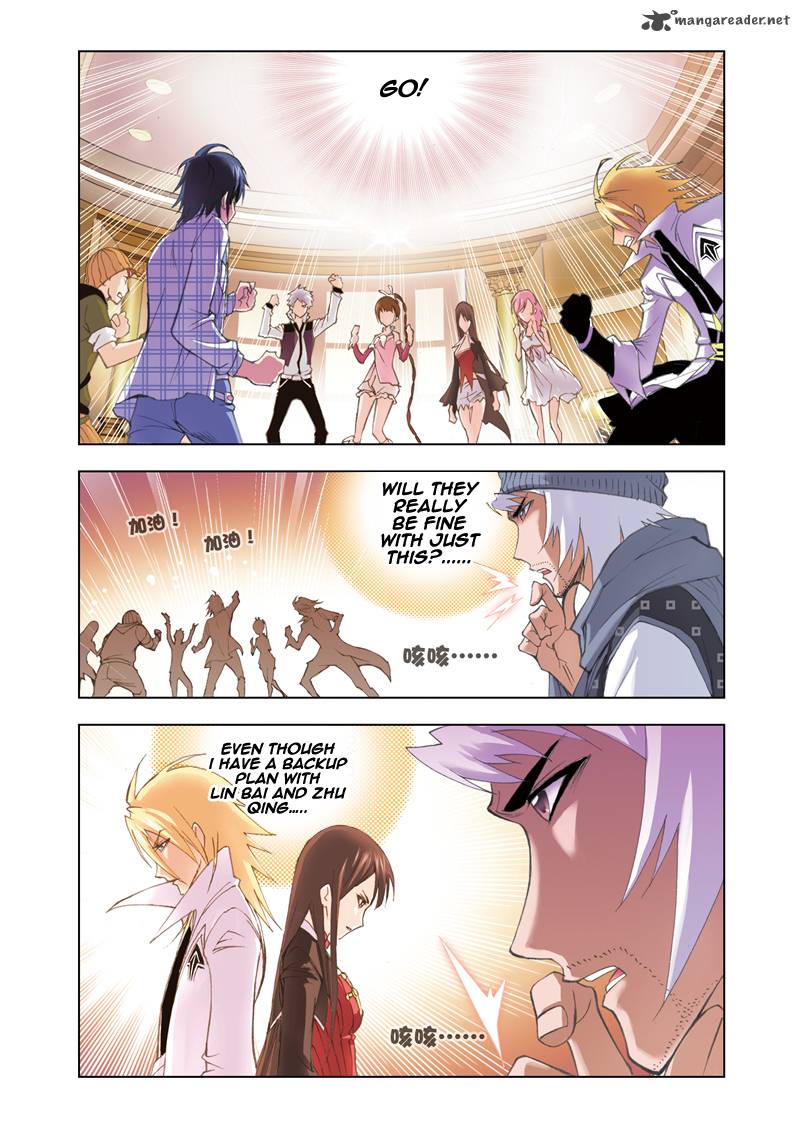 mangareader.net
GO!
WILL THEY
REALLY
BE FINE
WITH JUST
THIS?......
加油！
加油！
咳咳……
EVEN THOUGH
I HAVE A BACKUP
PLAN WITH
LIN BAI AND ZHU
QING.....
咳咳……